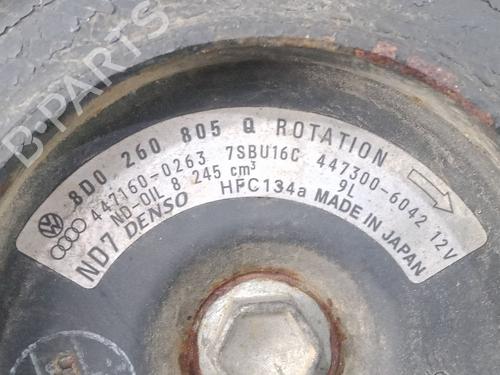 B-PARTS
8D0 260 805 Q ROTATION
447160-0263 7SBU16C 447300-6042 12V
ND-OIL 8 245 cm³ 9L
ND7 DENSO HFC134a MADE IN JAPAN